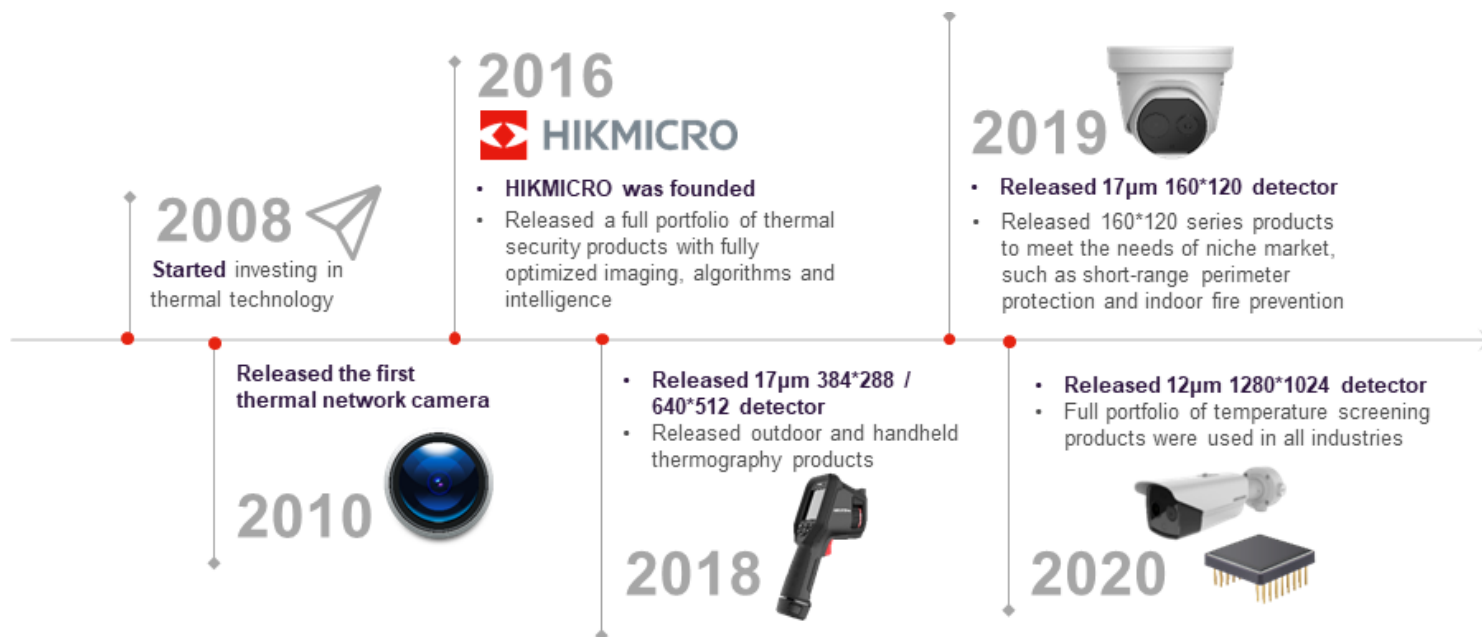 2008
Started investing in
thermal technology
Released the first
thermal network camera
2010
2016
HIKMICRO
• HIKMICRO was founded
• Released a full portfolio of thermal
security products with fully
optimized imaging, algorithms and
intelligence
• Released 17μm 384*288 /
640*512 detector
• Released outdoor and handheld
thermography products
2018
2019
• Released 17μm 160*120 detector
• Released 160*120 series products
to meet the needs of niche market,
such as short-range perimeter
protection and indoor fire prevention
• Released 12μm 1280*1024 detector
• Full portfolio of temperature screening
products were used in all industries
2020